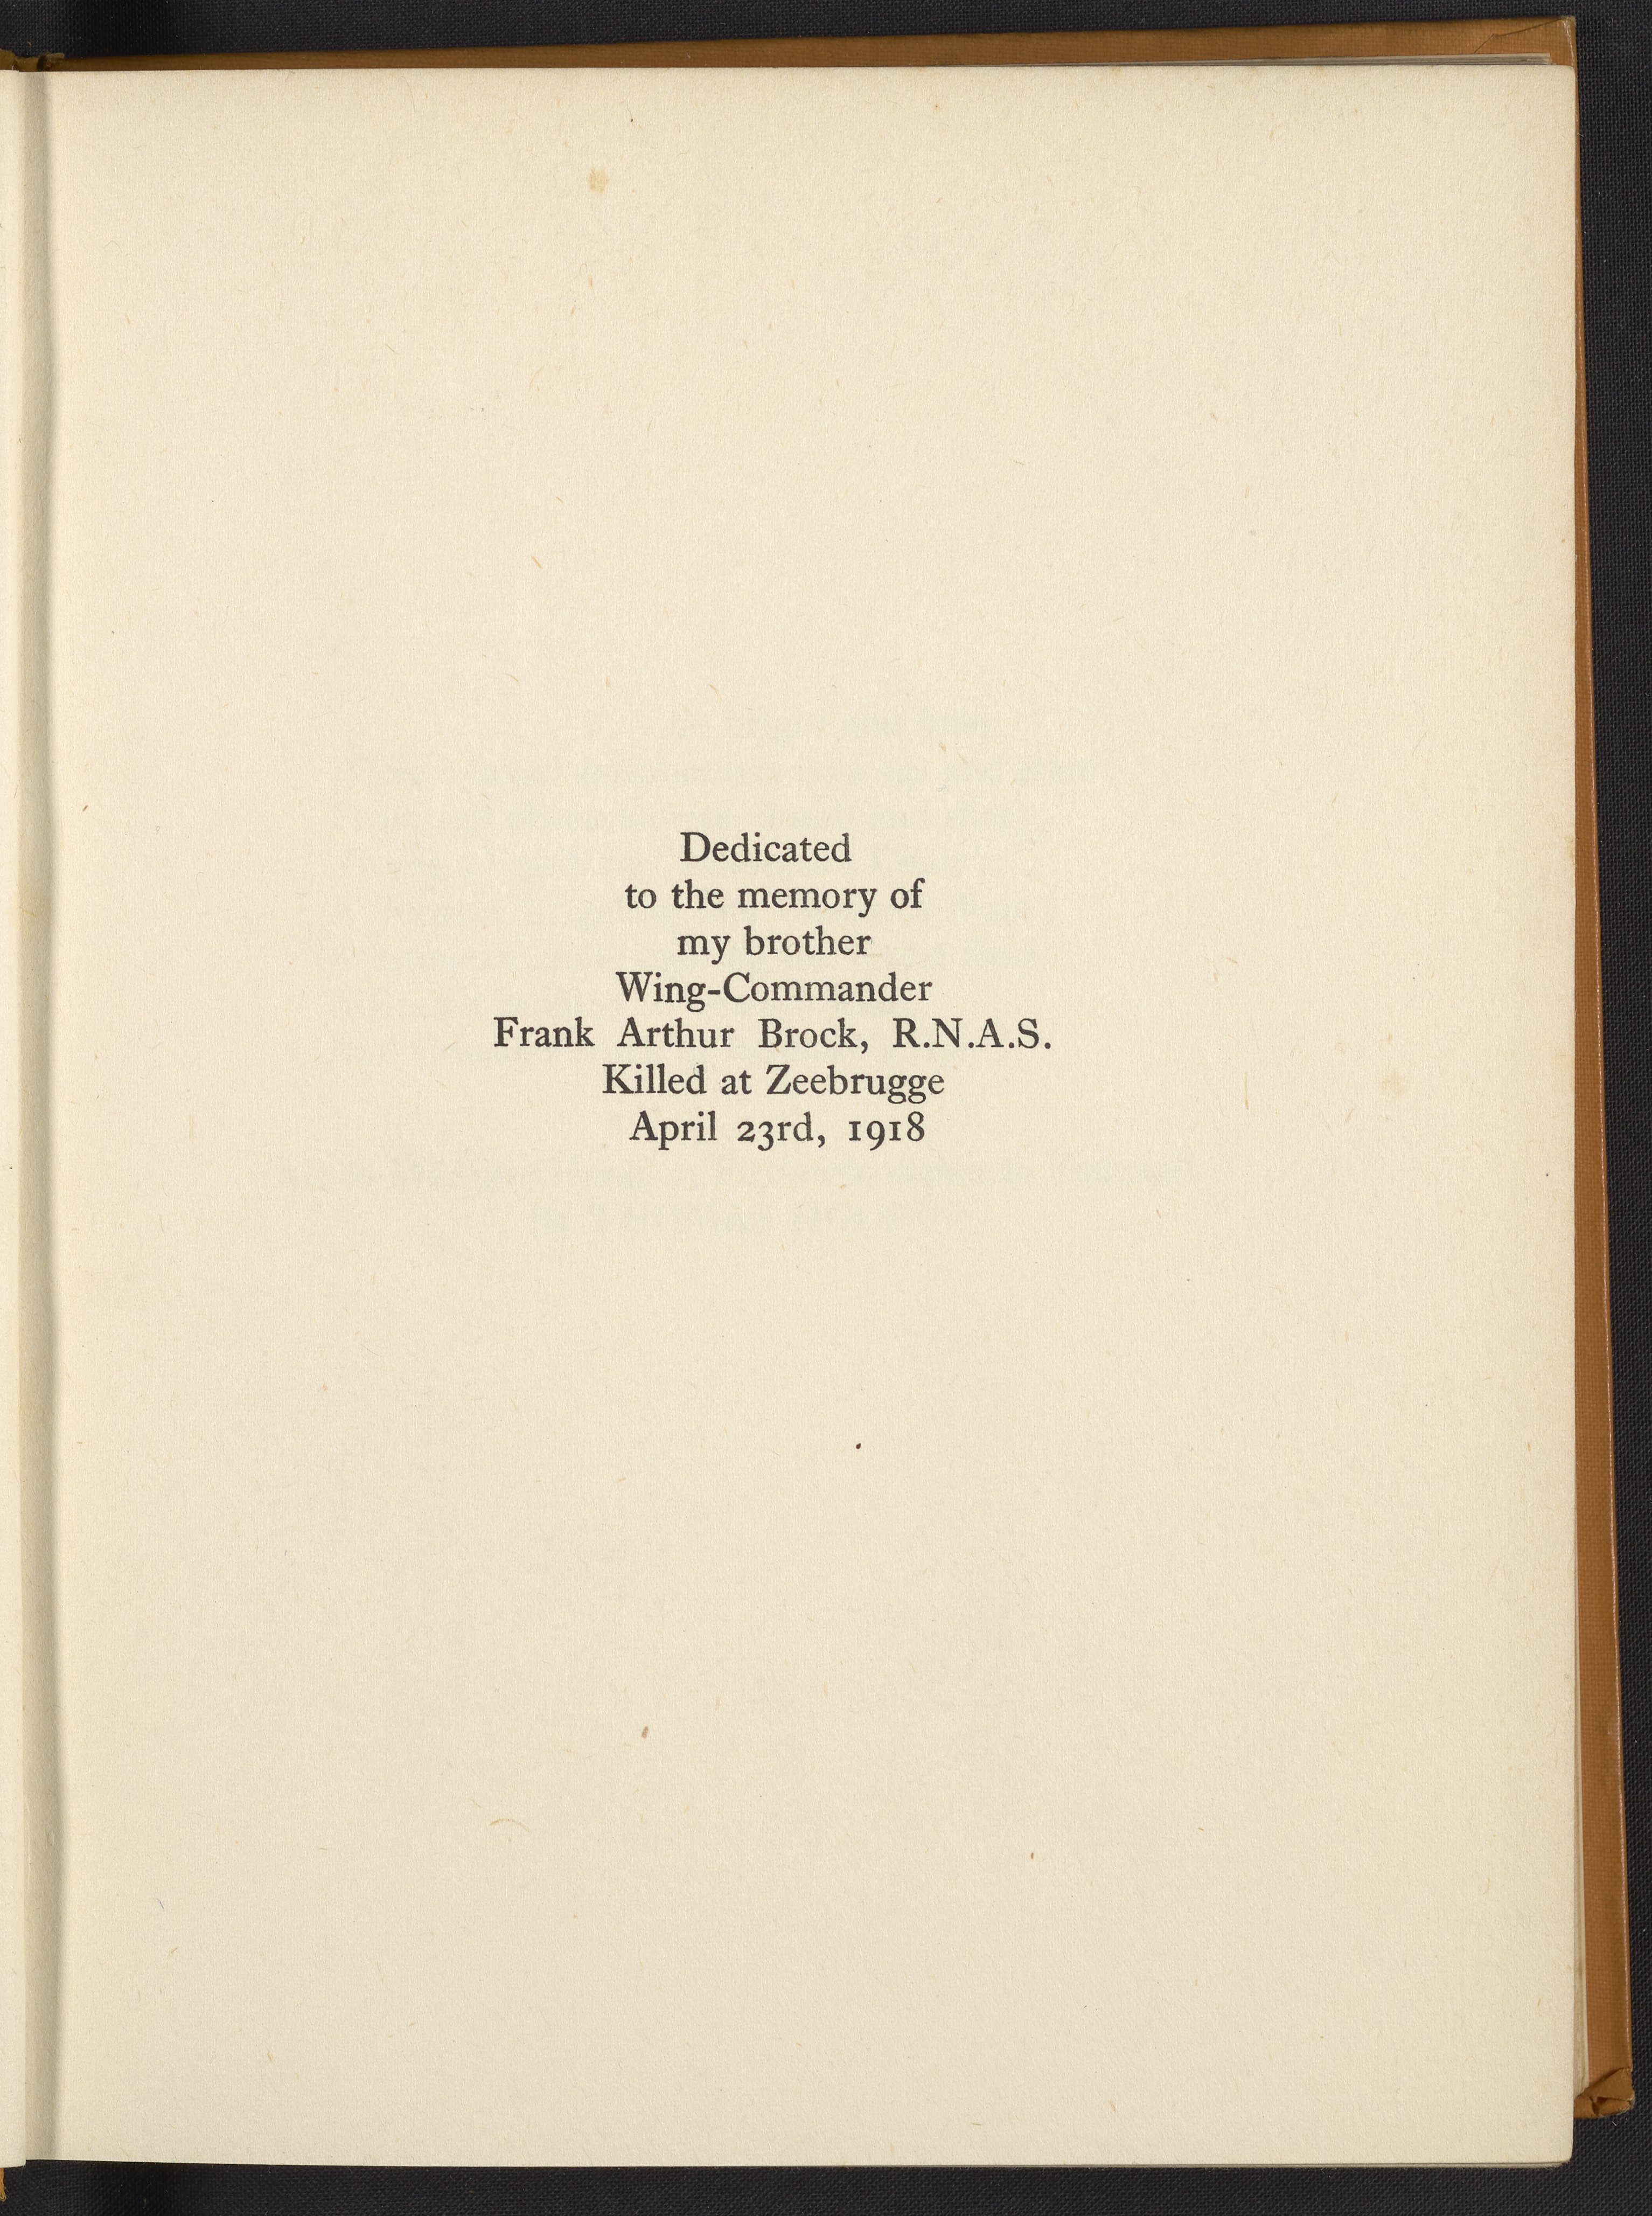 Dedicated
to the memory of
my brother
Wing-Commander
Frank Arthur Brock, R.N.A.S.
Killed at Zeebrugge
April 23rd, 1918